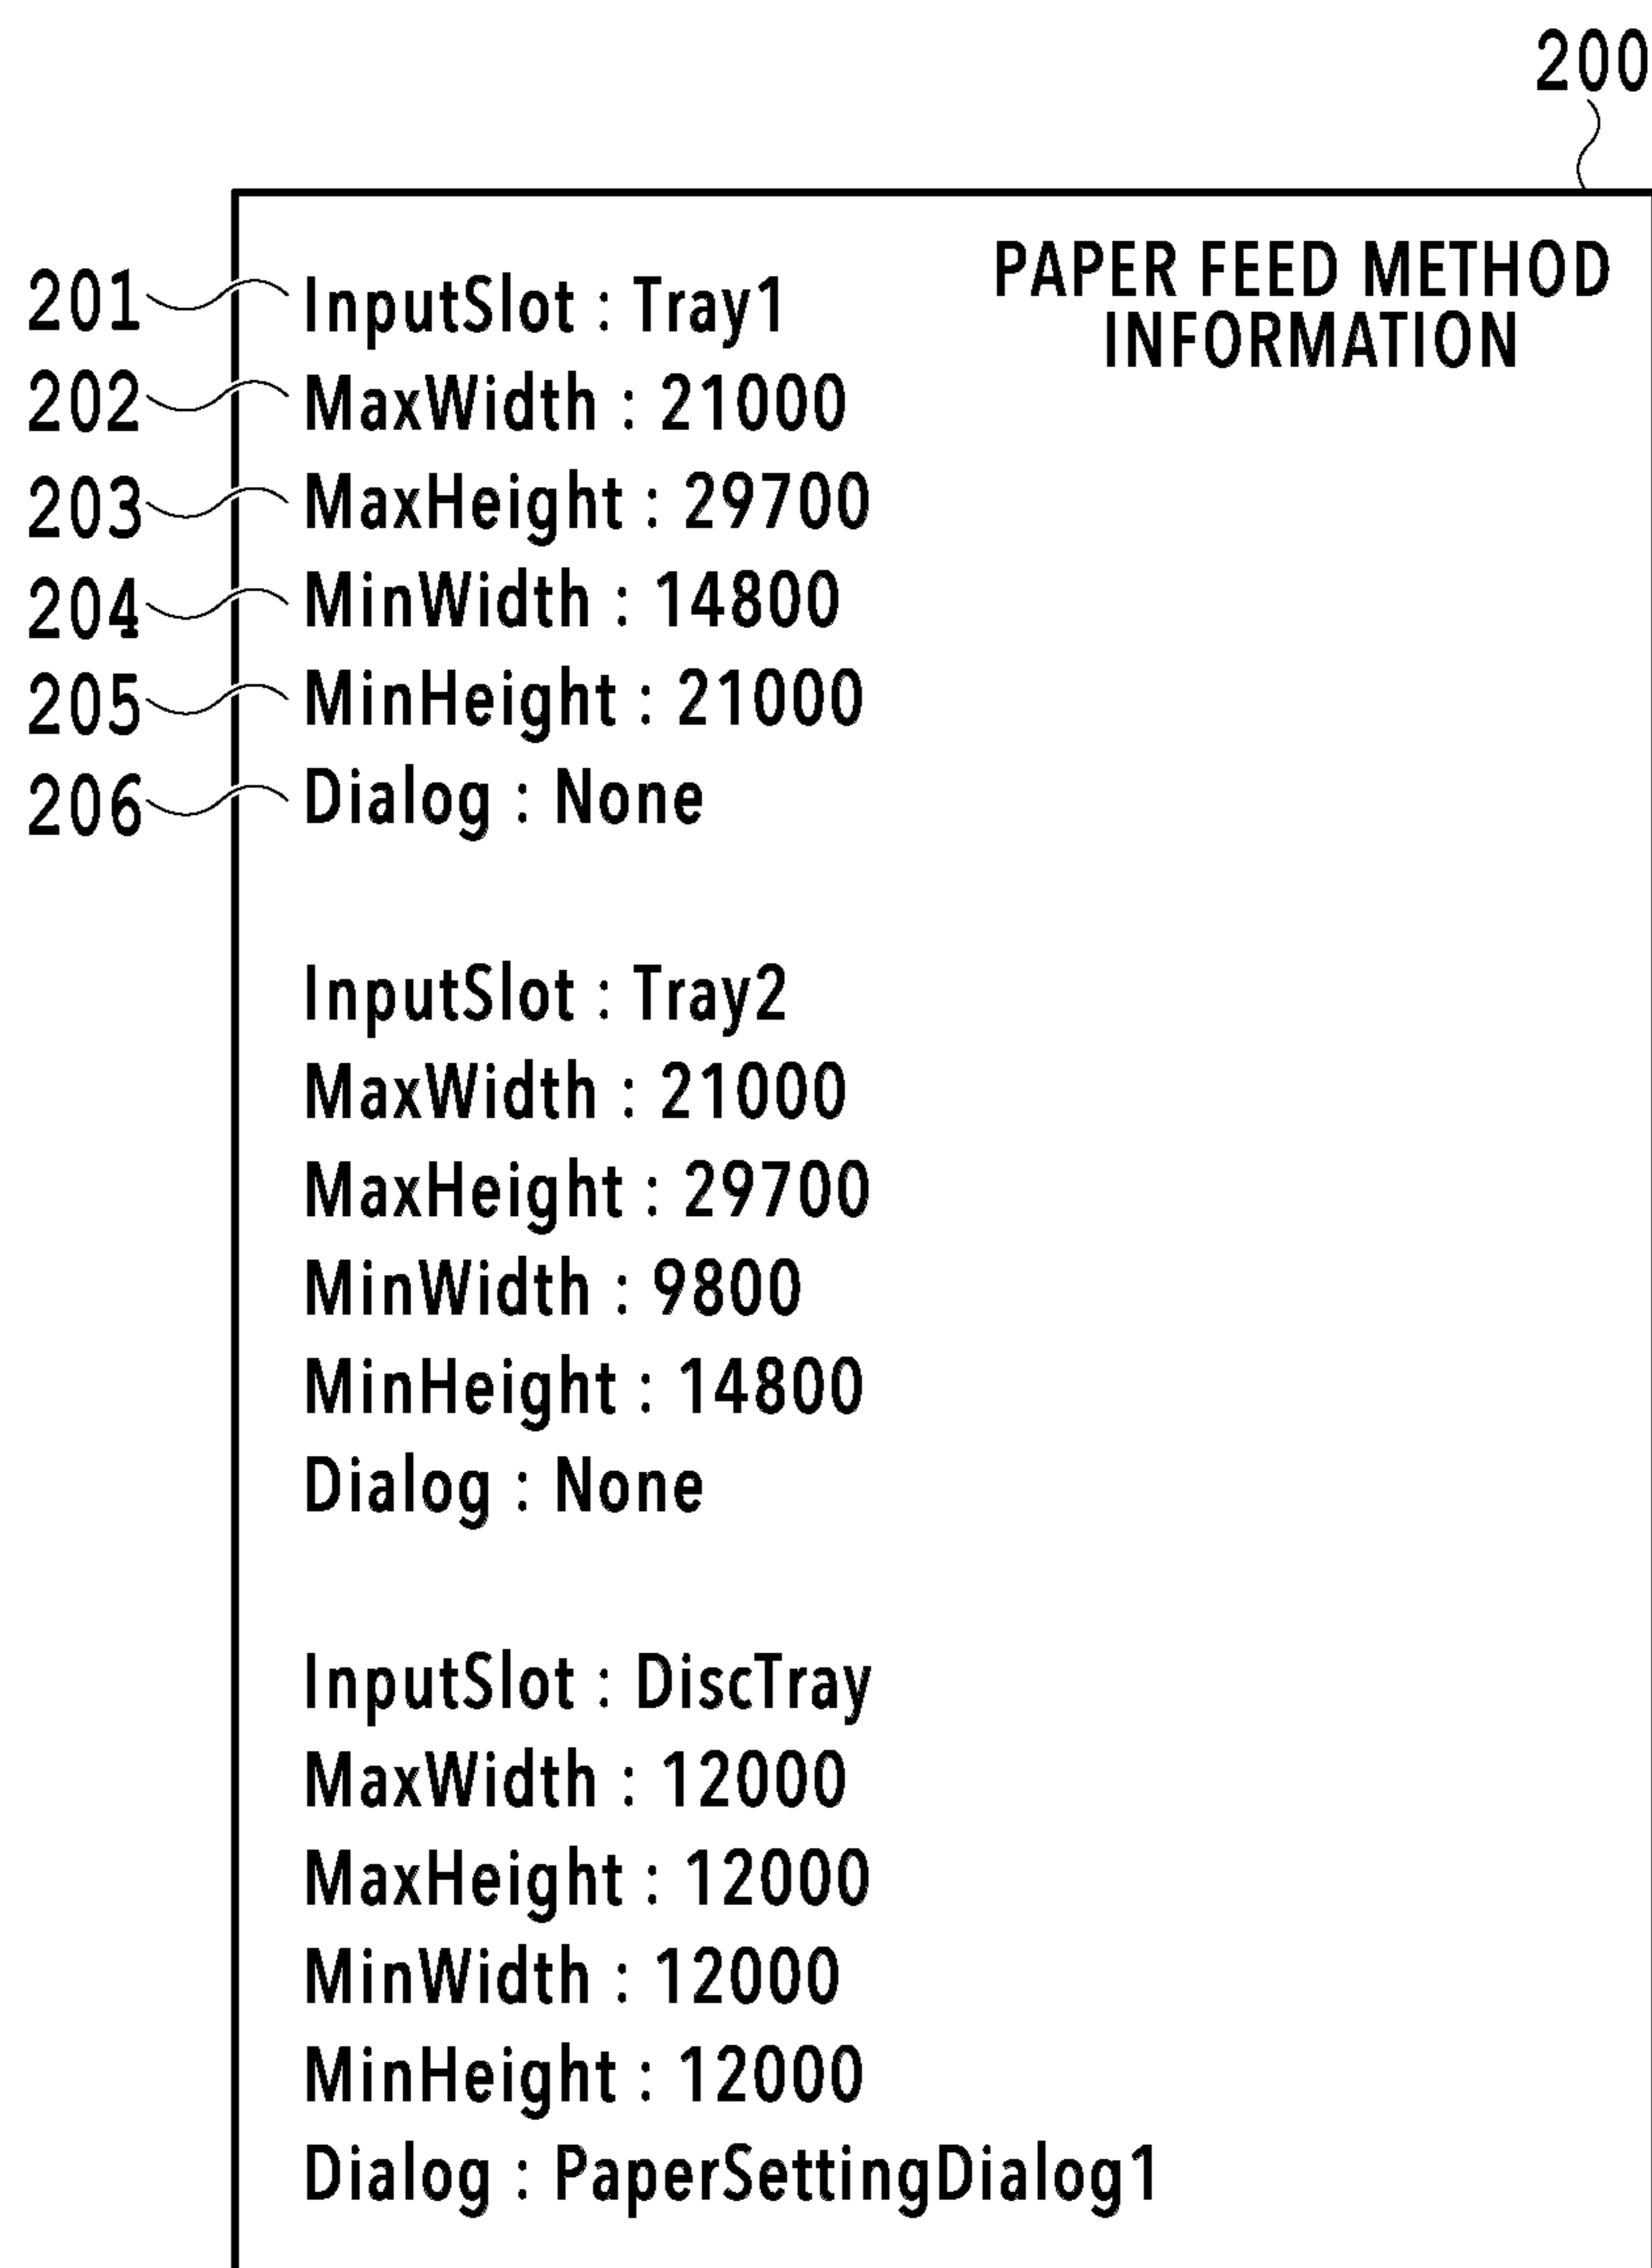 200
PAPER FEED METHOD
INFORMATION
201 InputSlot : Tray1
202 MaxWidth : 21000
203 MaxHeight : 29700
204 MinWidth : 14800
205 MinHeight : 21000
206 Dialog : None
InputSlot : Tray2
MaxWidth : 21000
MaxHeight : 29700
MinWidth : 9800
MinHeight : 14800
Dialog : None
InputSlot : DiscTray
MaxWidth : 12000
MaxHeight : 12000
MinWidth : 12000
MinHeight : 12000
Dialog : PaperSettingDialog1